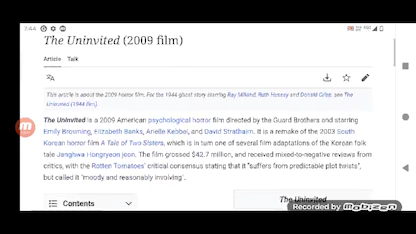 7:44
The Uninvited (2009 film)
Article Talk
This article is about the 2009 horror film. For the 1944 ghost story starring Ray Milland, Ruth Hussey and Donald Crisp, see The
Uninvited (1944 film).
The Uninvited is a 2009 American psychological horror film directed by the Guard Brothers and starring
Emily Browning, Elizabeth Banks, Arielle Kebbel, and David Strathairn. It is a remake of the 2003 South
Korean horror film A Tale of Two Sisters, which is in turn one of several film adaptations of the Korean folk
tale Janghwa Hongryeon jeon. The film grossed $42.7 million, and received mixed-to-negative reviews from
critics, with the Rotten Tomatoes' critical consensus stating that it "suffers from predictable plot twists",
but called it "moody and reasonably involving".
Contents
The Uninvited
Recorded by Mobizen